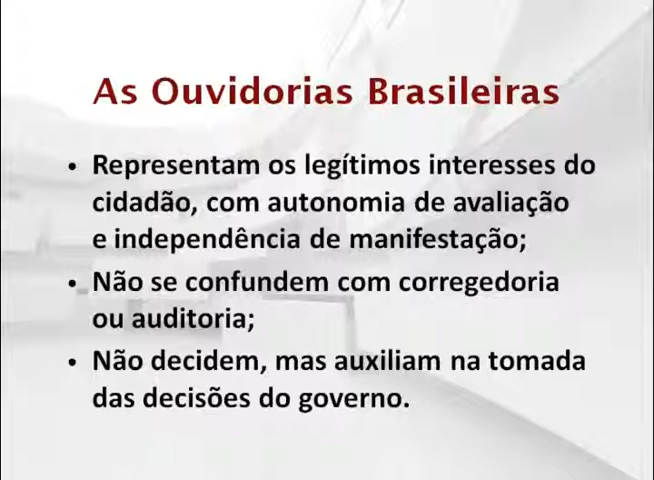 As Ouvidorias Brasileiras
• Representam os legítimos interesses do
cidadão, com autonomia de avaliação
e independência de manifestação;
• Não se confundem com corregedoria
ou auditoria;
• Não decidem, mas auxiliam na tomada
das decisões do governo.